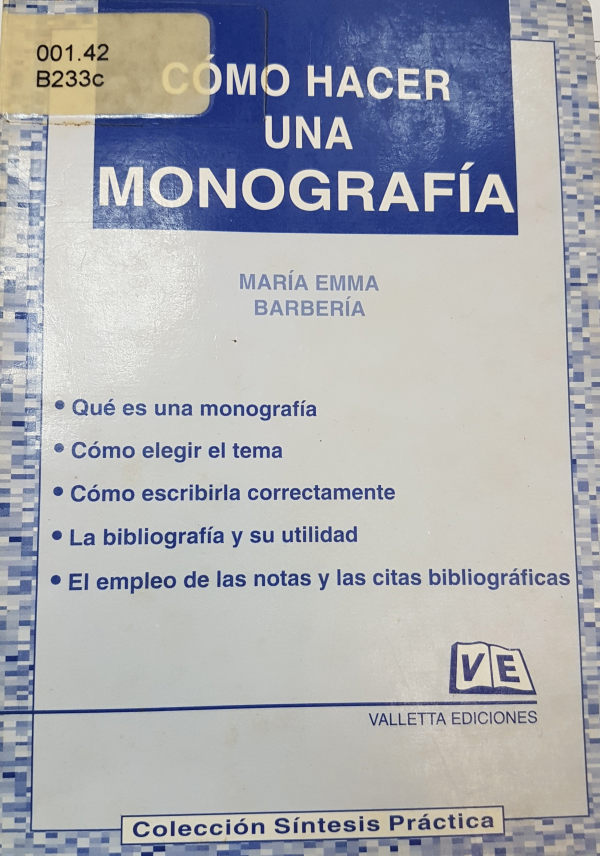 001.42
B233c
CÓMO HACER
UNA
MONOGRAFÍA
MARÍA EMMA
BARBERÍA
• Qué es una monografía
• Cómo elegir el tema
• Cómo escribirla correctamente
• La bibliografía y su utilidad
• El empleo de las notas y las citas bibliográficas
VE
VALLETTA EDICIONES
Colección Síntesis Práctica